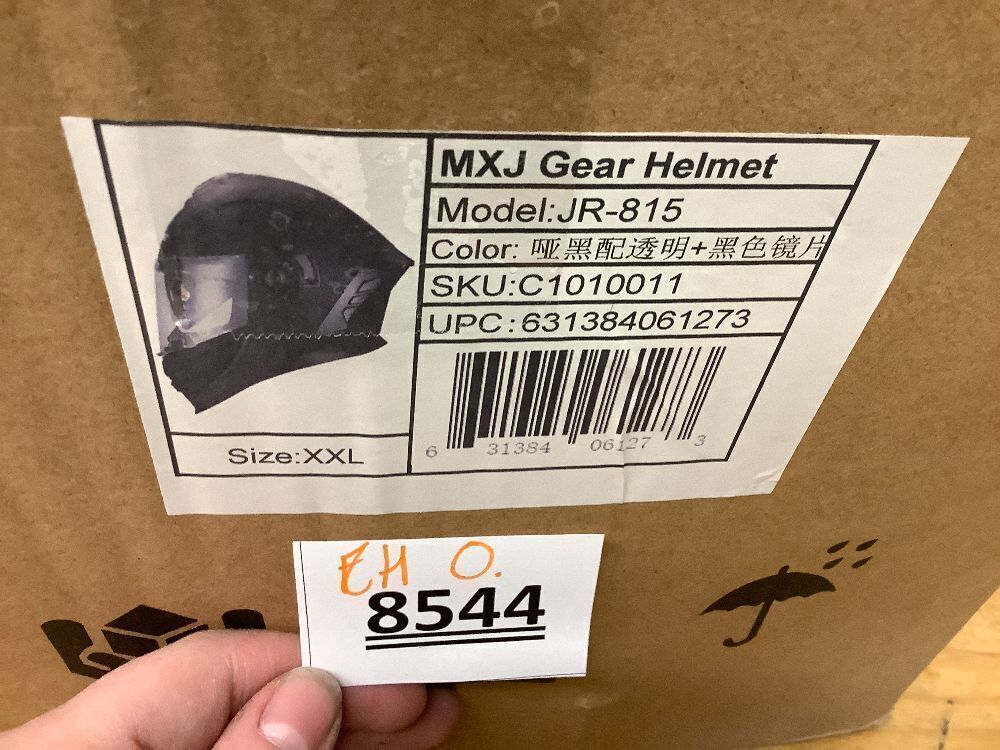 MXJ Gear Helmet
Model:JR-815
Color: 哑黑配透明+黑色镜片
SKU:C1010011
UPC:631384061273
6 31384 06127 3
Size:XXL
EH O.
8544